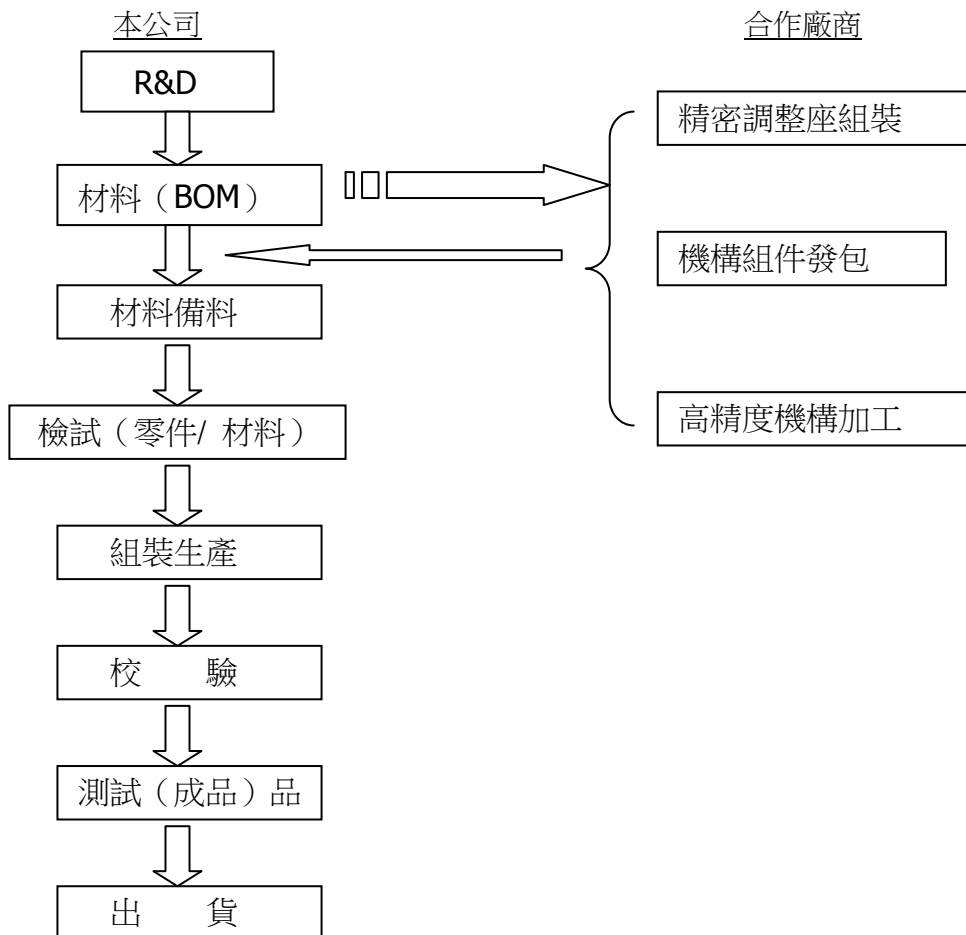 本公司
合作廠商
R&D
精密調整座組裝
材料（BOM）
機構組件發包
材料備料
高精度機構加工
檢試（零件/ 材料）
組裝生產
校　　驗
測試（成品）品
出　　貨